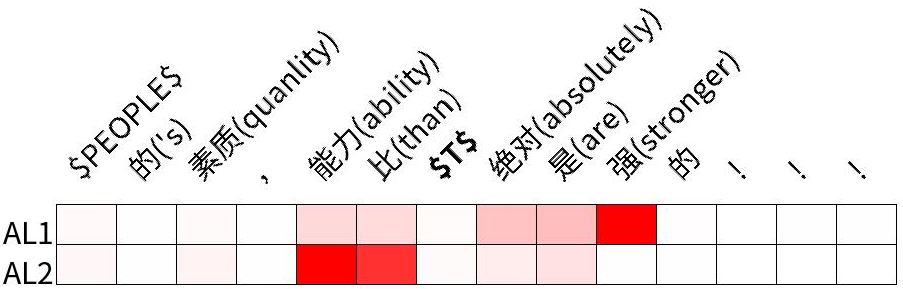 $PEOPLE$
的('s)
素质(quanlity)
,
能力(ability)
比(than)
$T$
绝对(absolutely)
是(are)
强(stronger)
的
!
!
!
AL1
AL2